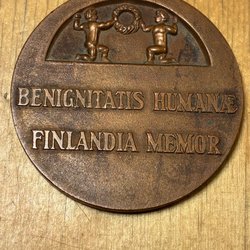 BENIGNITATIS HUMANÆ
FINLANDIA MEMOR